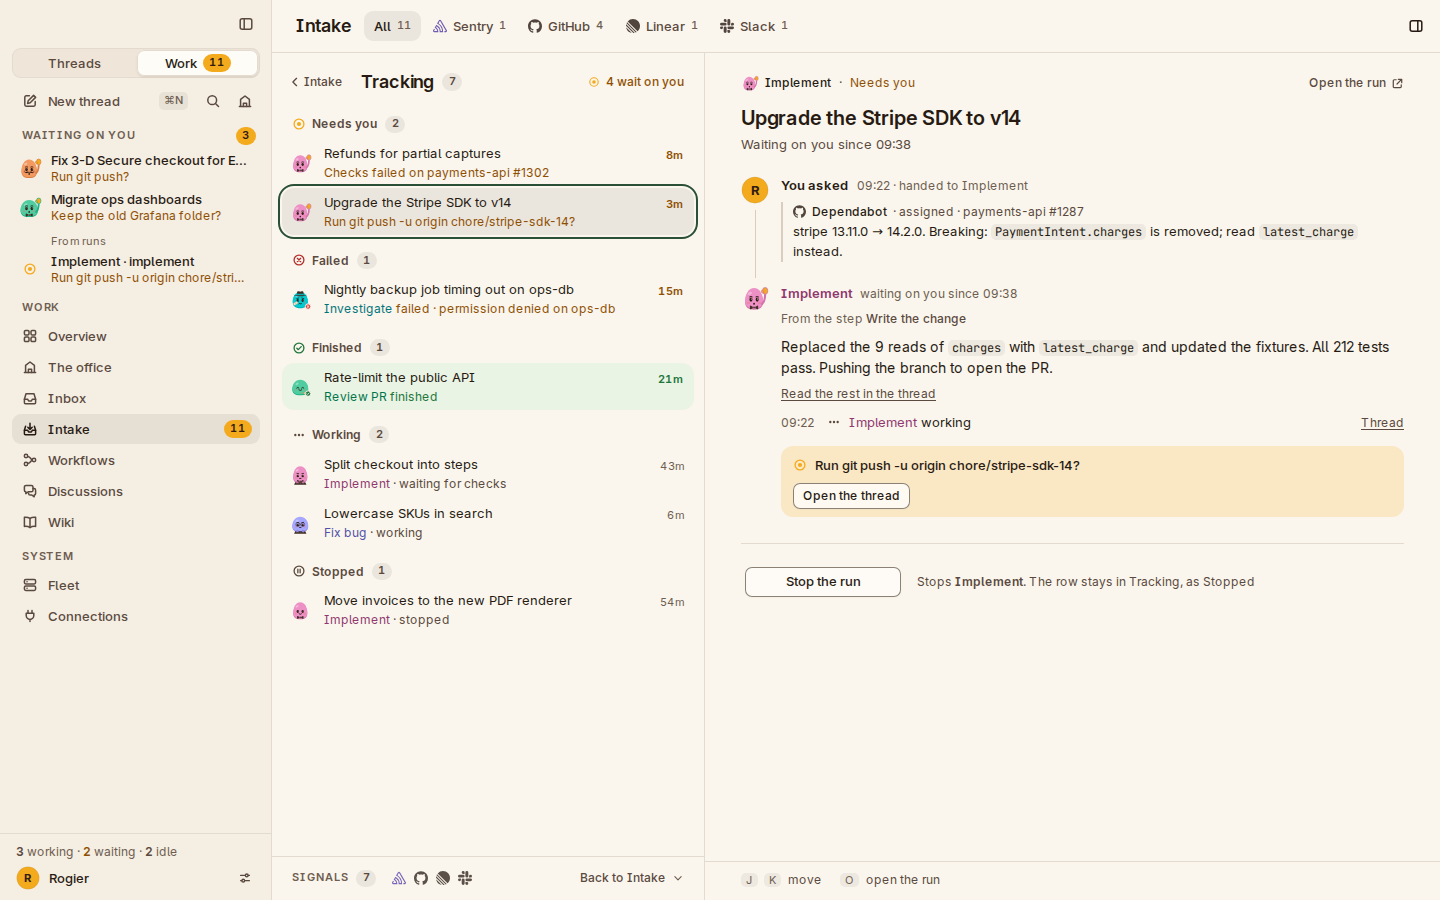 Threads
Work 11
New thread ⌘N
WAITING ON YOU 3
Fix 3-D Secure checkout for E...
Run git push?
Migrate ops dashboards
Keep the old Grafana folder?
From runs
Implement · implement
Run git push -u origin chore/stri...
WORK
Overview
The office
Inbox
Intake 11
Workflows
Discussions
Wiki
SYSTEM
Fleet
Connections
3 working · 2 waiting · 2 idle
R Rogier
Intake
All 11
Sentry 1
GitHub 4
Linear 1
Slack 1
Intake
Tracking 7
4 wait on you
Needs you 2
Refunds for partial captures 8m
Checks failed on payments-api #1302
Upgrade the Stripe SDK to v14 3m
Run git push -u origin chore/stripe-sdk-14?
Failed 1
Nightly backup job timing out on ops-db 15m
Investigate failed · permission denied on ops-db
Finished 1
Rate-limit the public API 21m
Review PR finished
Working 2
Split checkout into steps 43m
Implement · waiting for checks
Lowercase SKUs in search 6m
Fix bug · working
Stopped 1
Move invoices to the new PDF renderer 54m
Implement · stopped
SIGNALS 7
Back to Intake
Implement · Needs you
Open the run
Upgrade the Stripe SDK to v14
Waiting on you since 09:38
R
You asked 09:22 · handed to Implement
Dependabot · assigned · payments-api #1287
stripe 13.11.0 → 14.2.0. Breaking: PaymentIntent.charges is removed; read latest_charge
instead.
Implement waiting on you since 09:38
From the step Write the change
Replaced the 9 reads of charges with latest_charge and updated the fixtures. All 212 tests
pass. Pushing the branch to open the PR.
Read the rest in the thread
09:22 ··· Implement working
Thread
Run git push -u origin chore/stripe-sdk-14?
Open the thread
Stop the run
Stops Implement. The row stays in Tracking, as Stopped
J K move
O open the run